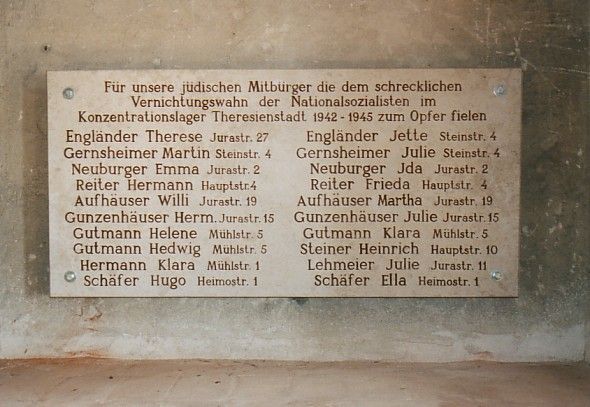 Für unsere jüdischen Mitbürger die dem schrecklichen
Vernichtungswahn der Nationalsozialisten im
Konzentrationslager Theresienstadt 1942 - 1945 zum Opfer fielen
Engländer Therese Jurastr. 27 Engländer Jette Steinstr. 4
Gernsheimer Martin Steinstr. 4 Gernsheimer Julie Steinstr. 4
Neuburger Emma Jurastr. 2 Neuburger Jda Jurastr. 2
Reiter Hermann Hauptstr. 4 Reiter Frieda Hauptstr. 4
Aufhäuser Willi Jurastr. 19 Aufhäuser Martha Jurastr. 19
Gunzenhäuser Herm. Jurastr. 15 Gunzenhäuser Julie Jurastr. 15
Gutmann Helene Mühlstr. 5 Gutmann Klara Mühlstr. 5
Gutmann Hedwig Mühlstr. 5 Steiner Heinrich Hauptstr. 10
Hermann Klara Mühlstr. 1 Lehmeier Julie Jurastr. 11
Schäfer Hugo Heimostr. 1 Schäfer Ella Heimostr. 1